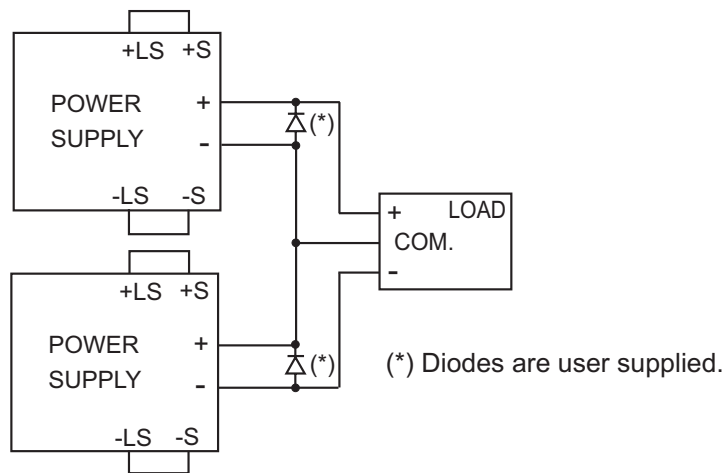 +LS +S
POWER
SUPPLY
+
-
(*)
-LS -S
+ LOAD
COM.
-
+LS +S
POWER
SUPPLY
+
-
(*)
-LS -S
(*) Diodes are user supplied.